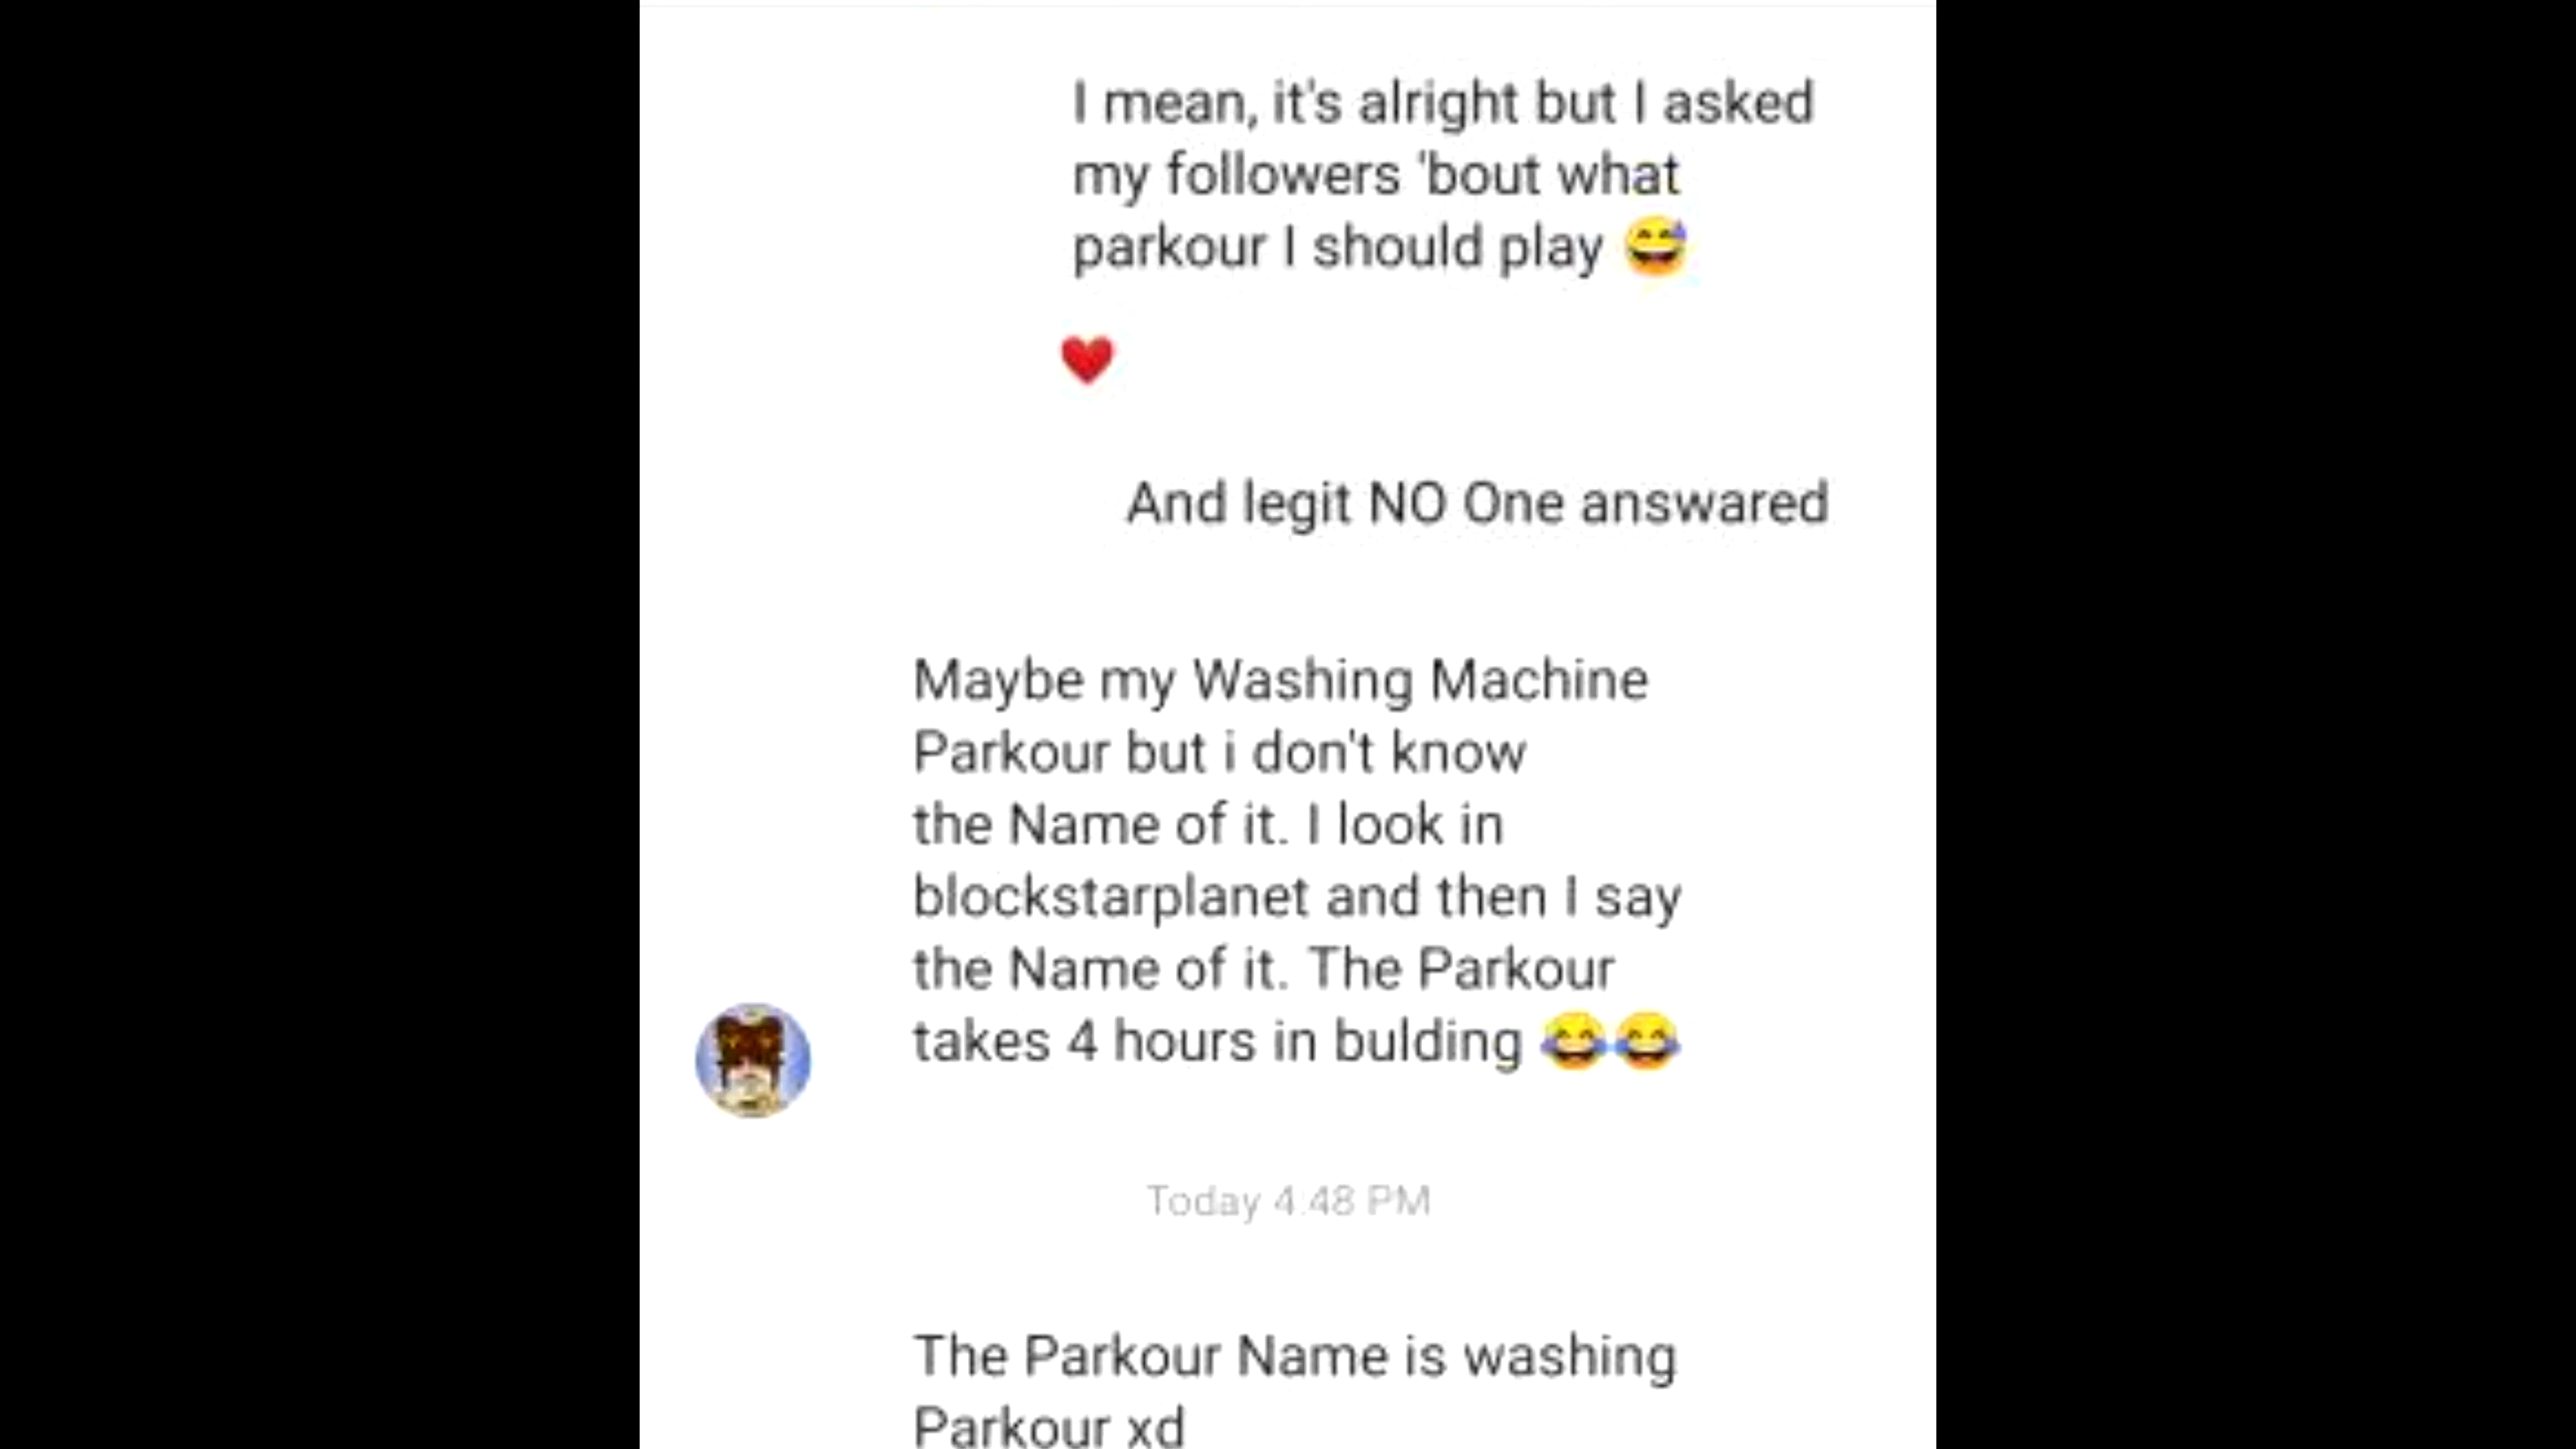 I mean, it's alright but I asked
my followers 'bout what
parkour I should play 😅
❤️
And legit NO One answared
Maybe my Washing Machine
Parkour but i don't know
the Name of it. I look in
blockstarplanet and then I say
the Name of it. The Parkour
takes 4 hours in bulding 😂😂
Today 4:48 PM
The Parkour Name is washing
Parkour xd